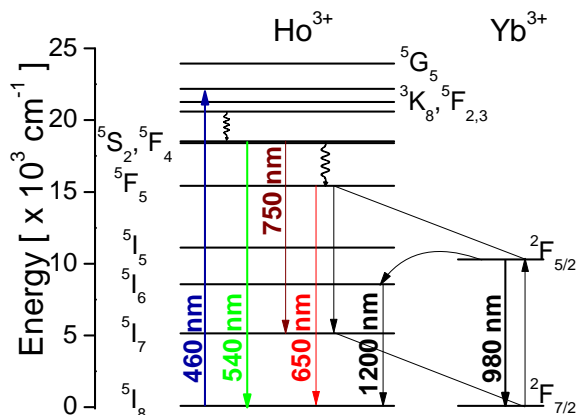 Ho³⁺ Yb³⁺
Energy [ x 10³ cm⁻¹ ]
25
20
15
10
5
0
⁵G₅
³K₈,⁵F₂,₃
⁵S₂,⁵F₄
⁵F₅
⁵I₅
⁵I₆
⁵I₇
⁵I₈
²F₅/₂
²F₇/₂
460 nm
540 nm
750 nm
650 nm
1200 nm
980 nm